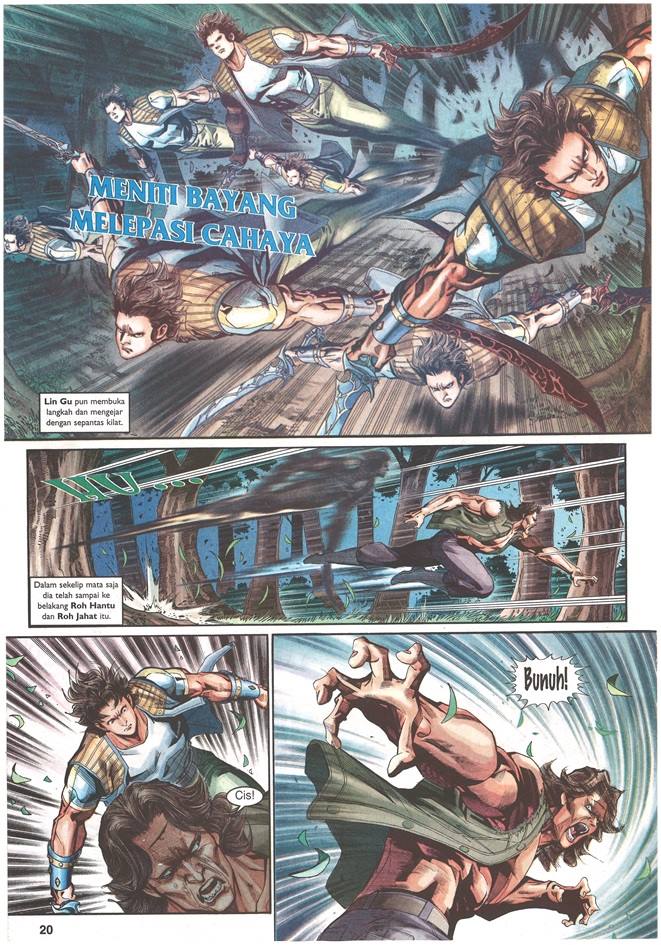 MENITI BAYANG
MELEPASI CAHAYA
Lin Gu pun membuka
langkah dan mengejar
dengan sepantas kilat.
HU...
Dalam sekelip mata saja
dia telah sampai ke
belakang Roh Hantu
dan Roh Jahat itu.
Cis!
Bunuh!
20